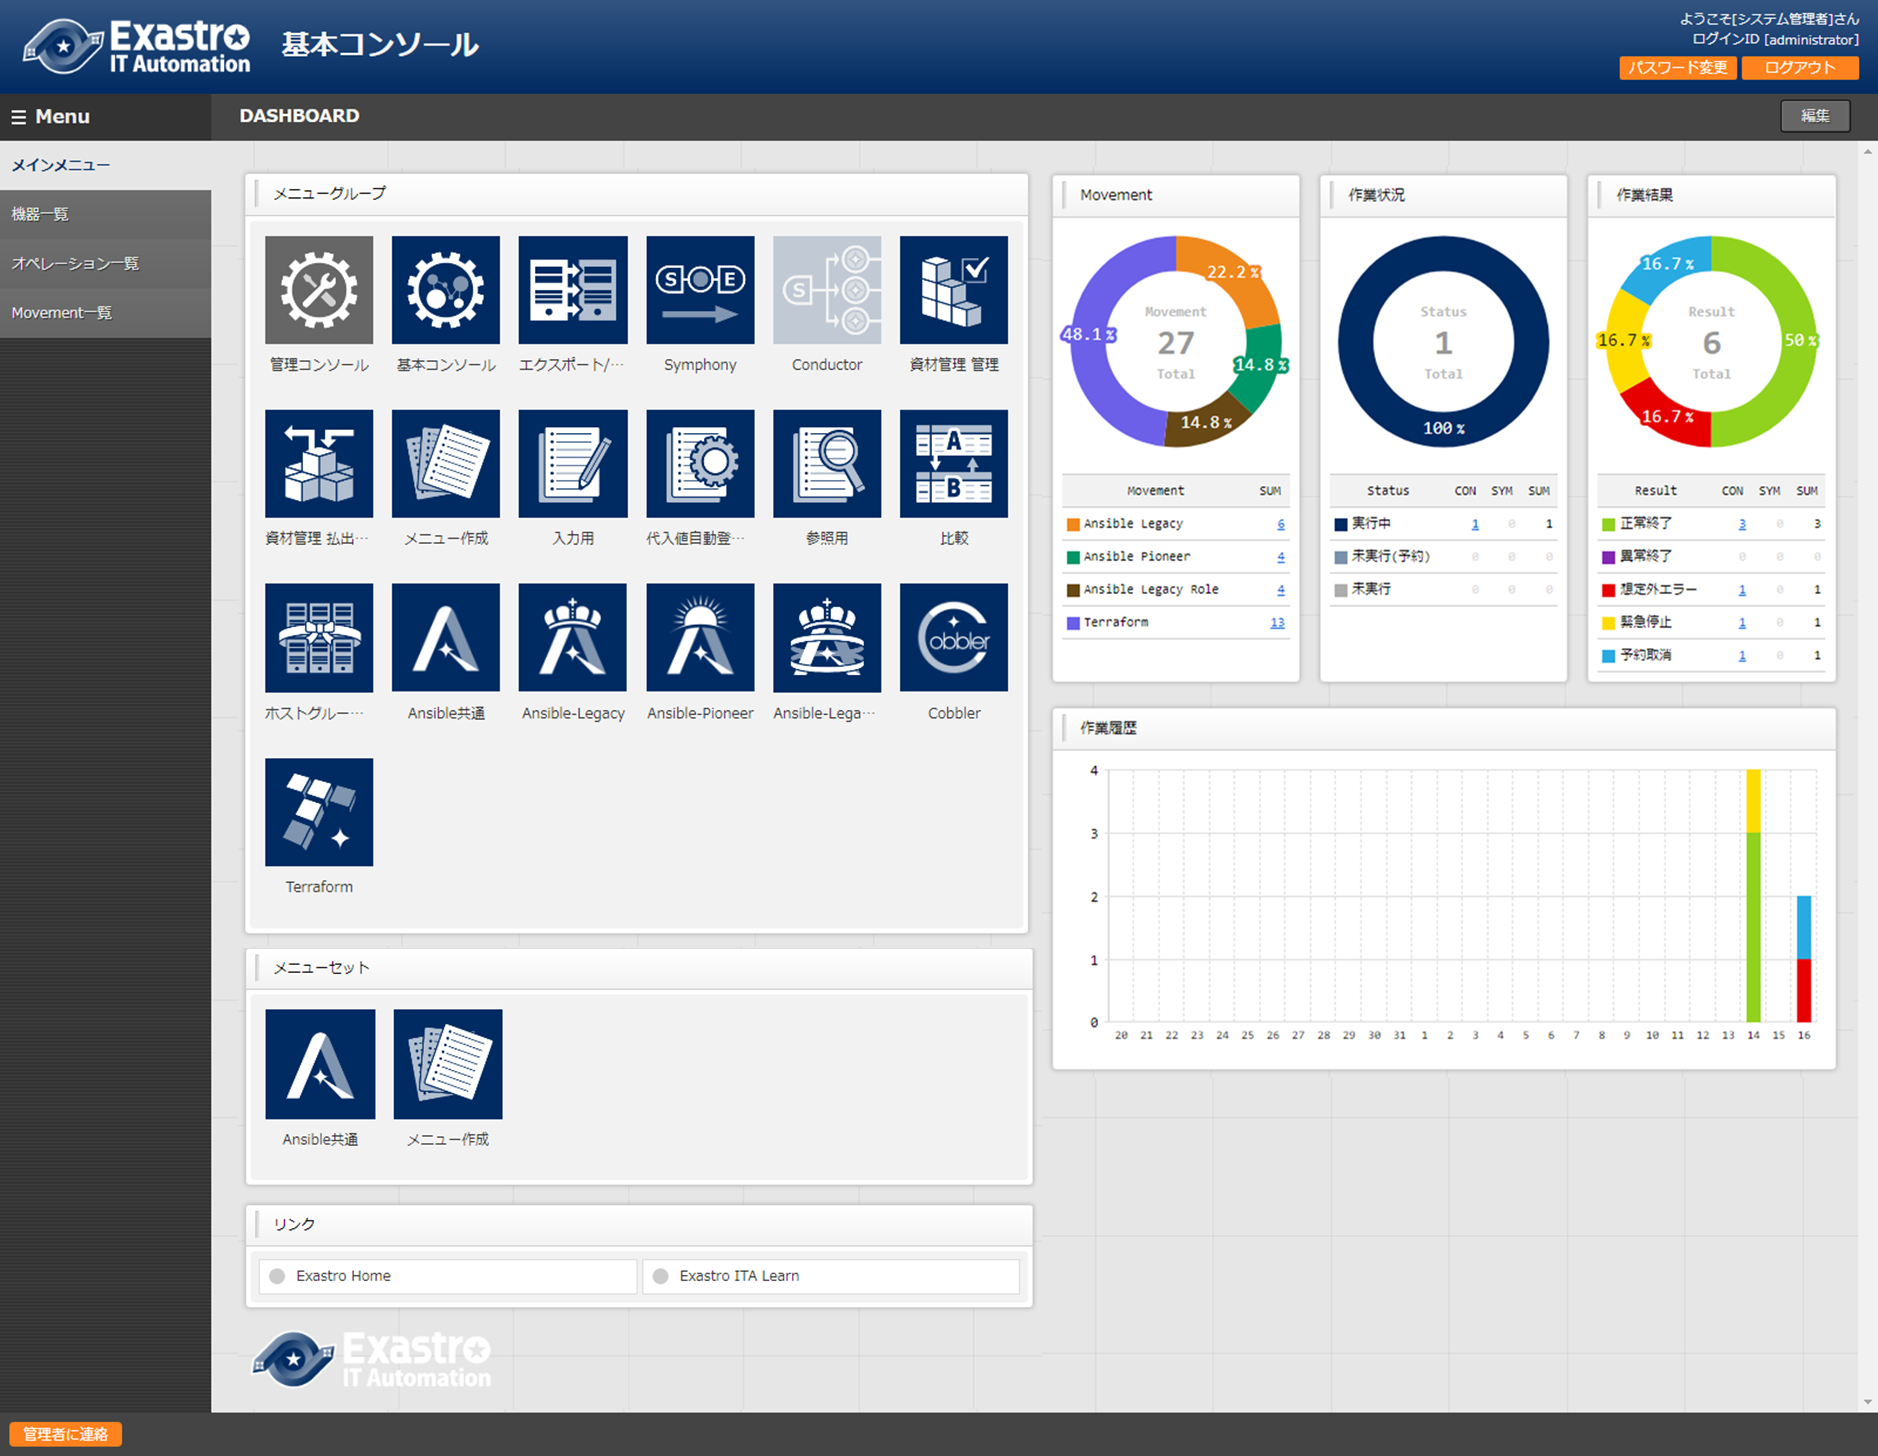 Exastro
IT Automation
基本コンソール
ようこそ[システム管理者]さん
ログインID [administrator]
パスワード変更
ログアウト
Menu
DASHBOARD
編集
メインメニュー
機器一覧
オペレーション一覧
Movement一覧
メニューグループ
管理コンソール
基本コンソール
エクスポート/…
S O E
Symphony
S
Conductor
資材管理 管理
資材管理 払出…
メニュー作成
入力用
代入値自動登…
参照用
A
B
比較
ホストグルー…
Ansible共通
Ansible-Legacy
Ansible-Pioneer
Ansible-Lega…
Cobbler
Cobbler
Terraform
メニューセット
Ansible共通
メニュー作成
リンク
Exastro Home
Exastro ITA Learn
Exastro
IT Automation
Movement
22.2%
48.1%
14.8%
14.8%
Movement
27
Total
Movement SUM
Ansible Legacy 6
Ansible Pioneer 4
Ansible Legacy Role 4
Terraform 13
作業状況
Status
1
Total
100%
Status CON SYM SUM
実行中 1 0 1
未実行(予約) 0 0 0
未実行 0 0 0
作業結果
16.7%
16.7%
50%
16.7%
Result
6
Total
Result CON SYM SUM
正常終了 3 0 3
異常終了 0 0 0
想定外エラー 1 0 1
緊急停止 1 0 1
予約取消 1 0 1
作業履歴
4
3
2
1
0
20 21 22 23 24 25 26 27 28 29 30 31 1 2 3 4 5 6 7 8 9 10 11 12 13 14 15 16
管理者に連絡